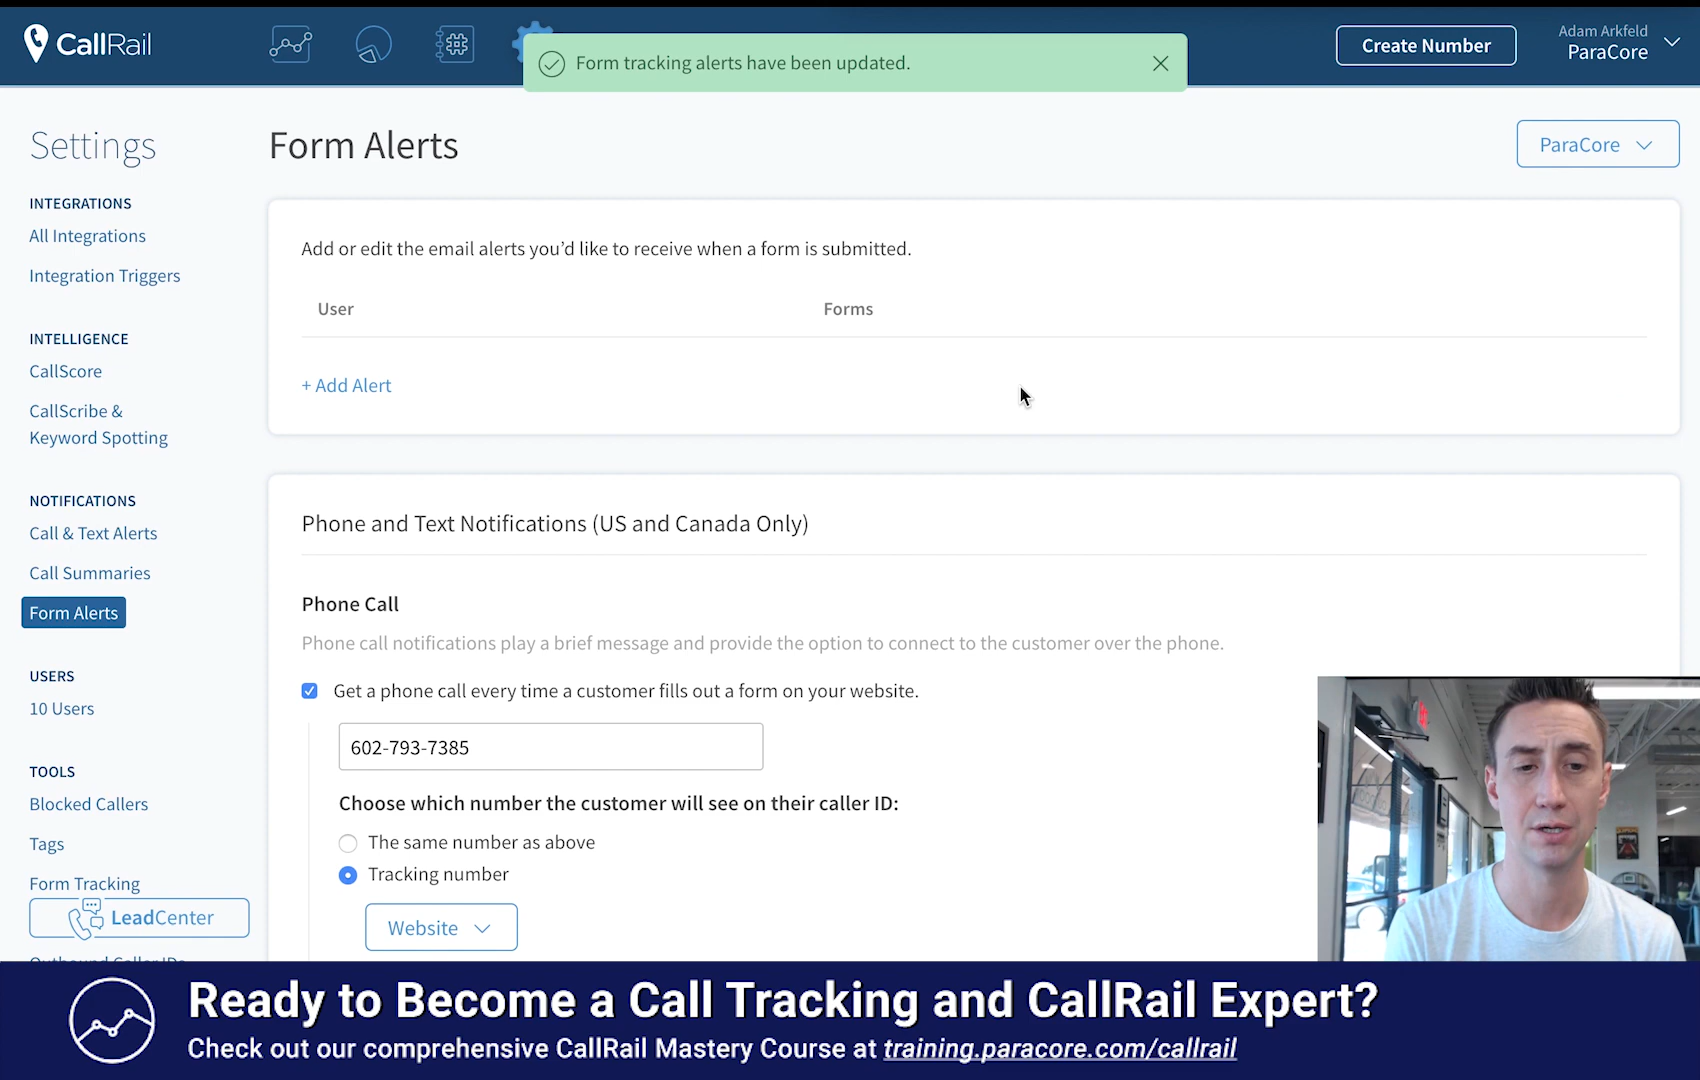 CallRail
Form tracking alerts have been updated.
Create Number
Adam Arkfeld
ParaCore
Settings
Form Alerts
ParaCore
INTEGRATIONS
All Integrations
Integration Triggers
INTELLIGENCE
CallScore
CallScribe &
Keyword Spotting
NOTIFICATIONS
Call & Text Alerts
Call Summaries
Form Alerts
USERS
10 Users
TOOLS
Blocked Callers
Tags
Form Tracking
LeadCenter
Outbound Caller IDs
Add or edit the email alerts you’d like to receive when a form is submitted.
User Forms
+ Add Alert
Phone and Text Notifications (US and Canada Only)
Phone Call
Phone call notifications play a brief message and provide the option to connect to the customer over the phone.
Get a phone call every time a customer fills out a form on your website.
602-793-7385
Choose which number the customer will see on their caller ID:
The same number as above
Tracking number
Website
Ready to Become a Call Tracking and CallRail Expert?
Check out our comprehensive CallRail Mastery Course at training.paracore.com/callrail